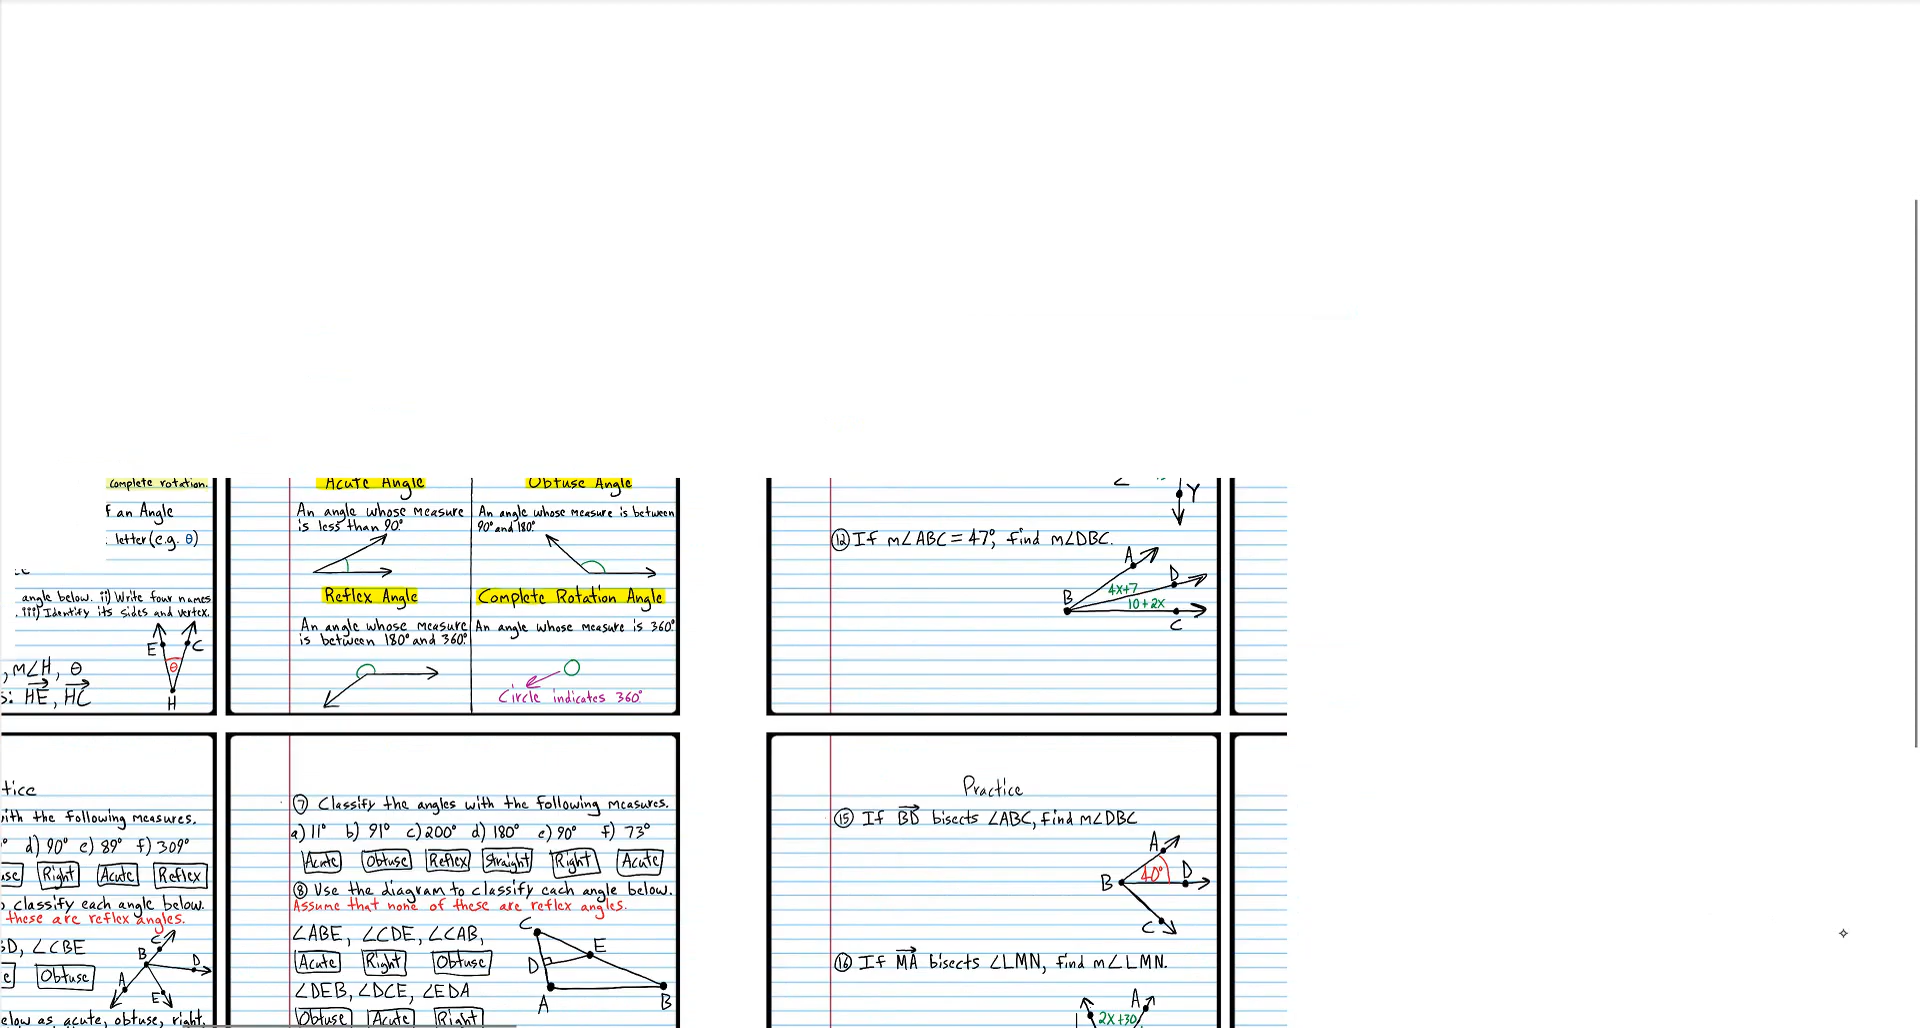 complete rotation.
f an Angle
letter (e.g. θ)
angle below. ii) Write four names
iii) Identify its sides and vertex.
E
C
θ
, m∠H, θ
s: HE, HC
H
Acute Angle
An angle whose measure
is less than 90°.
Obtuse Angle
An angle whose measure is between
90° and 180°.
Reflex Angle
An angle whose measure
is between 180° and 360°.
Complete Rotation Angle
An angle whose measure is 360°.
Circle indicates 360°.
Y
⑫ If m∠ABC = 47°, find m∠DBC.
A
D
4x+7
B
10+2x
C
tice
with the following measures.
d) 90° e) 89° f) 309°
Right
Acute
Reflex
classify each angle below.
these are reflex angles.
BD, ∠CBE
Obtuse
C
B
D
A
E
elow as acute, obtuse, right,
⑦ Classify the angles with the following measures.
a) 11° b) 91° c) 200° d) 180° e) 90° f) 73°
Acute Obtuse Reflex Straight Right Acute
⑧ Use the diagram to classify each angle below.
Assume that none of these are reflex angles.
∠ABE, ∠CDE, ∠CAB,
Acute Right Obtuse
∠DEB, ∠DCE, ∠EDA
Obtuse Acute Right
C
E
D
A
B
Practice
⑮ If BD bisects ∠ABC, find m∠DBC
A
B
40°
D
C
⑯ If MA bisects ∠LMN, find m∠LMN.
A
2x+30